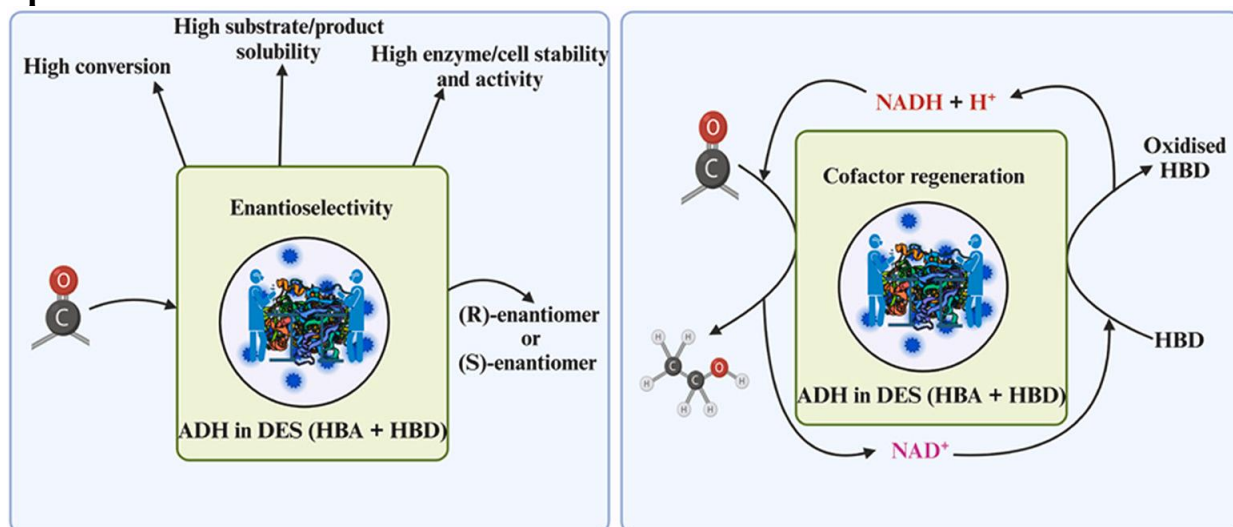 High substrate/product
solubility
High conversion
High enzyme/cell stability
and activity
Enantioselectivity
O
C
(R)-enantiomer
or
(S)-enantiomer
ADH in DES (HBA + HBD)
NADH + H⁺
O
C
Oxidised
HBD
Cofactor regeneration
HBD
H H
C O
H C H
H H
ADH in DES (HBA + HBD)
NAD⁺